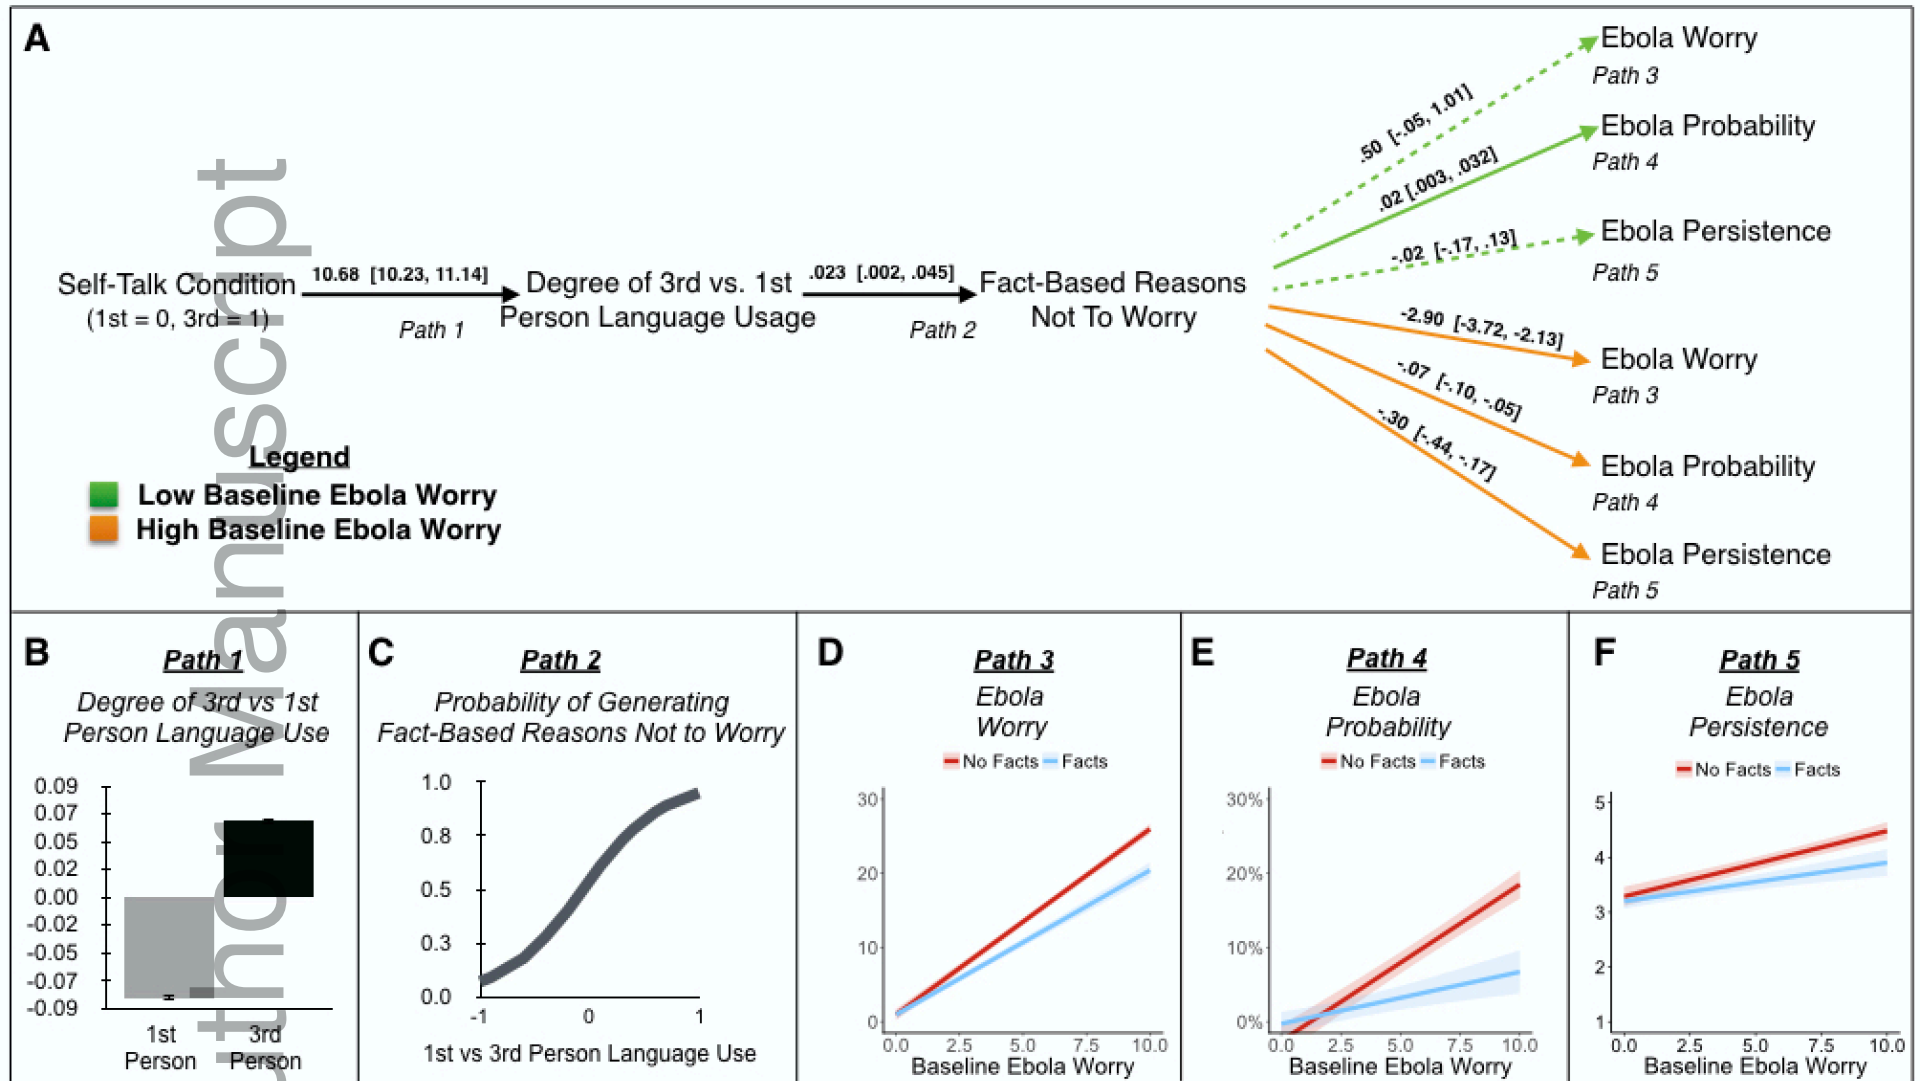 A
Ebola Worry
Path 3
.50 [-.05, 1.01]
Ebola Probability
Path 4
.02 [.003, .032]
Ebola Persistence
Path 5
-.02 [-.17, .13]
Self-Talk Condition
(1st = 0, 3rd = 1)
10.68 [10.23, 11.14]
Path 1
Degree of 3rd vs. 1st
Person Language Usage
.023 [.002, .045]
Path 2
Fact-Based Reasons
Not To Worry
-2.90 [-3.72, -2.13]
Ebola Worry
Path 3
-.07 [-.10, -.05]
Ebola Probability
Path 4
-.30 [-.44, -.17]
Ebola Persistence
Path 5
Legend
Low Baseline Ebola Worry
High Baseline Ebola Worry
Manuscript
B
Path 1
Degree of 3rd vs 1st
Person Language Use
0.09
0.07
0.05
0.02
0.00
-0.02
-0.05
-0.07
-0.09
1st
Person
3rd
Person
C
Path 2
Probability of Generating
Fact-Based Reasons Not to Worry
1.0
0.8
0.5
0.3
0.0
-1 0 1
1st vs 3rd Person Language Use
D
Path 3
Ebola
Worry
No Facts Facts
30
20
10
0
0.0 2.5 5.0 7.5 10.0
Baseline Ebola Worry
E
Path 4
Ebola
Probability
No Facts Facts
30%
20%
10%
0%
0.0 2.5 5.0 7.5 10.0
Baseline Ebola Worry
F
Path 5
Ebola
Persistence
No Facts Facts
5
4
3
2
1
0.0 2.5 5.0 7.5 10.0
Baseline Ebola Worry